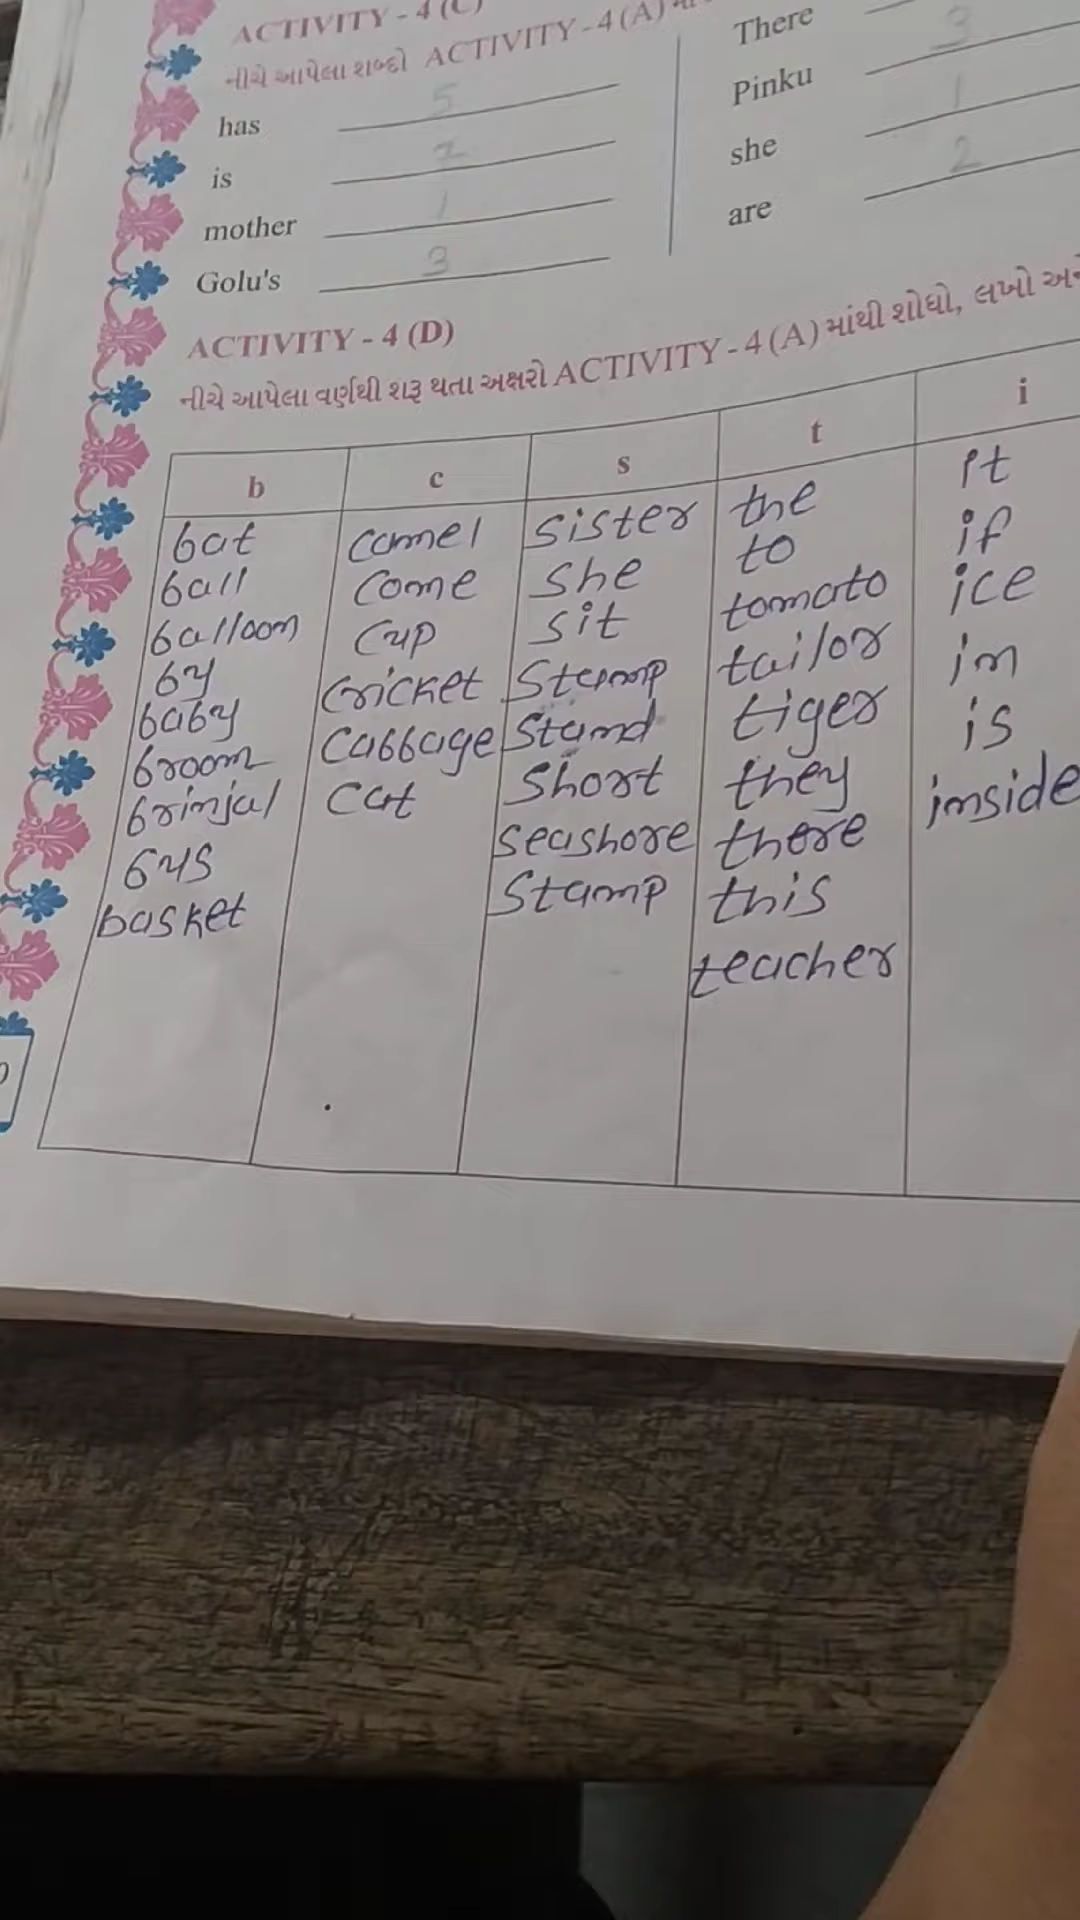 ACTIVITY - 4 (C)
નીચે આપેલા શબ્દો ACTIVITY - 4 (A) માં
has 5 There 3
is 2 Pinku 1
mother 1 she 2
Golu's 3 are
ACTIVITY - 4 (D)
નીચે આપેલા વર્ણથી શરૂ થતા અક્ષરો ACTIVITY - 4 (A) માંથી શોધો, લખો અને
b c s t i
bat camel sister the it
ball come she to if
balloon cup sit tomato ice
by cricket Stamp tailor in
baby cabbage Stand tiger is
broom cat Short they inside
brinjal seashore there
bus Stamp this
basket teacher